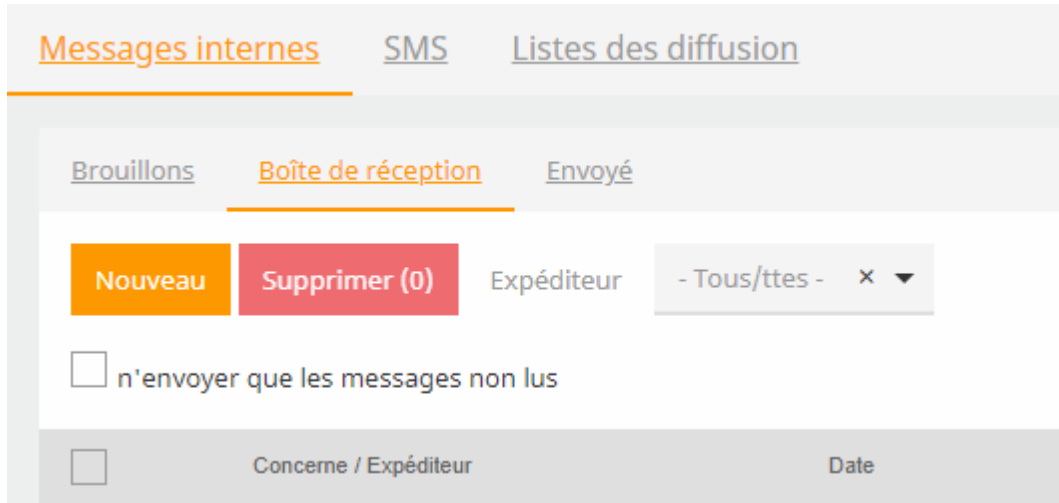 Messages internes SMS Listes des diffusion
Brouillons Boîte de réception Envoyé
Nouveau Supprimer (0) Expéditeur - Tous/ttes - ×
n'envoyer que les messages non lus
Concerne / Expéditeur Date